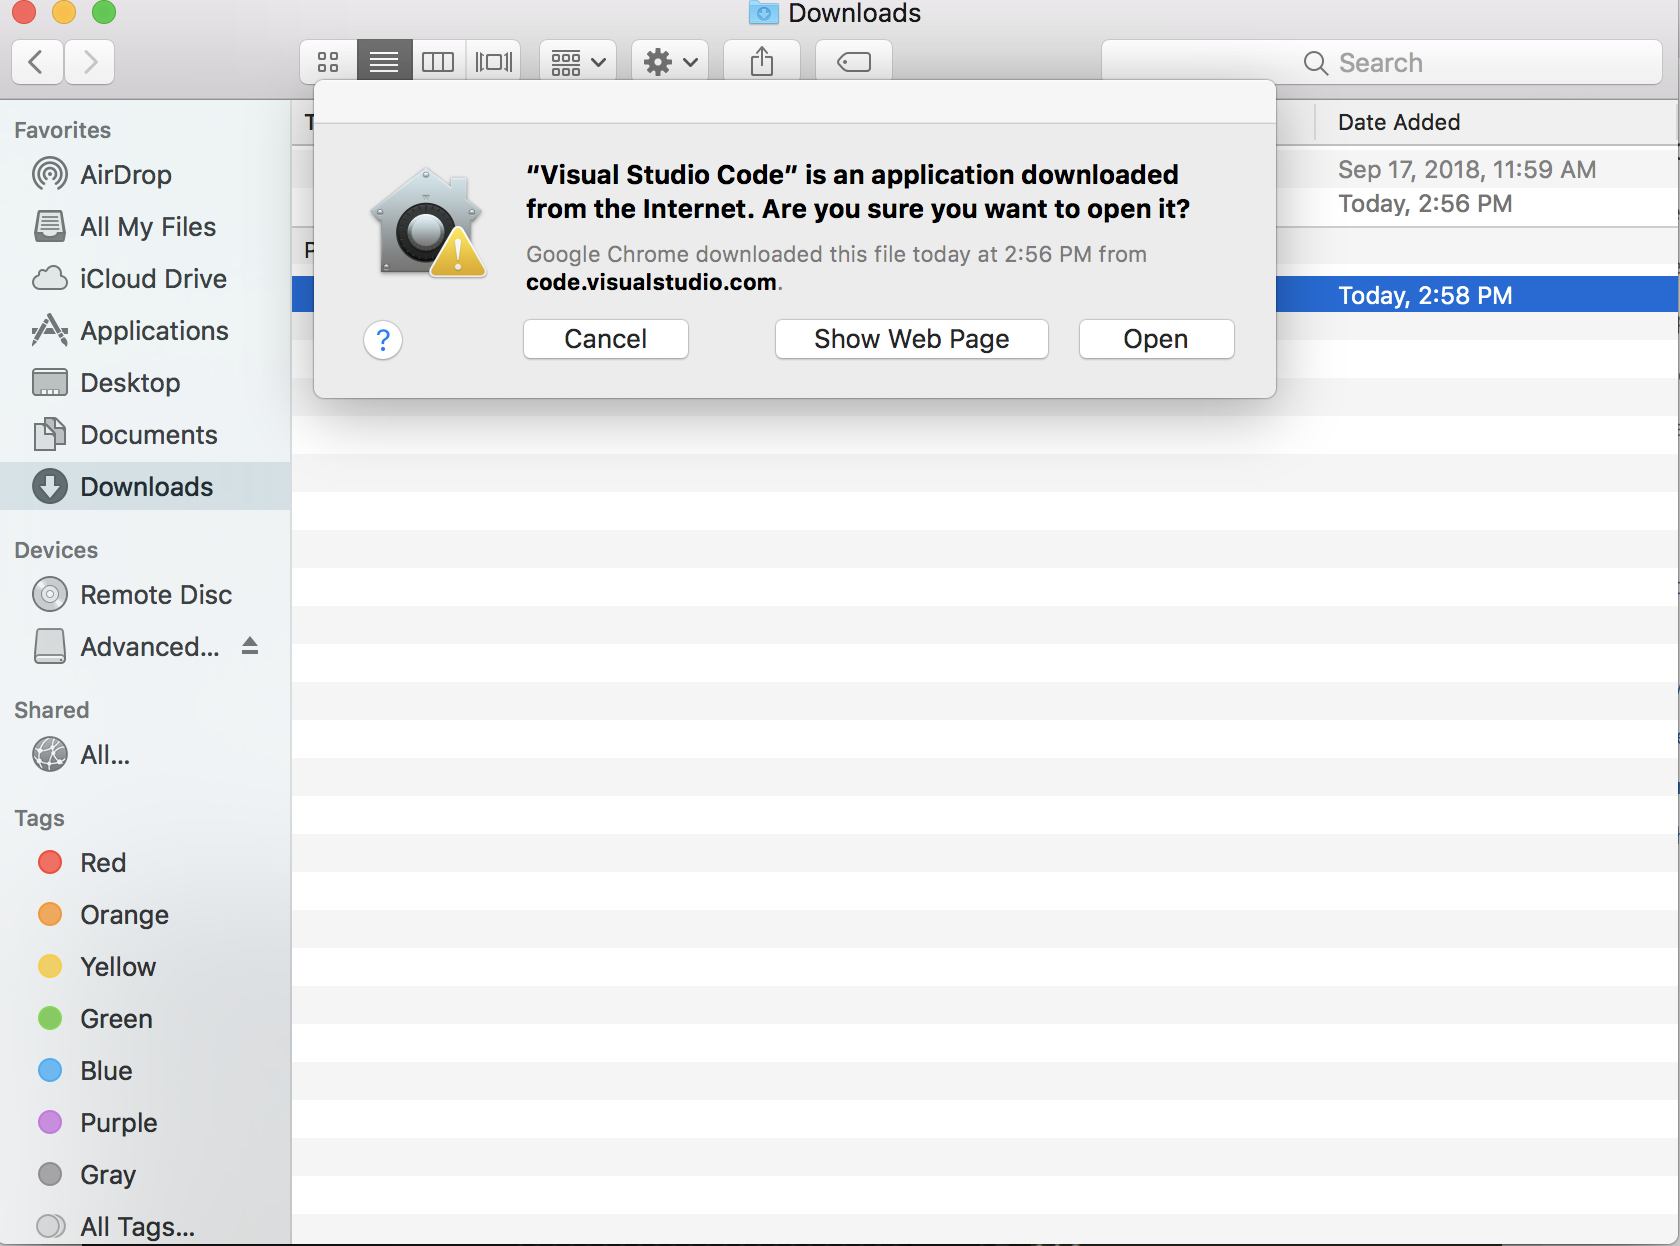 Downloads
Search
Favorites
AirDrop
All My Files
iCloud Drive
Applications
Desktop
Documents
Downloads
Devices
Remote Disc
Advanced...
Shared
All...
Tags
Red
Orange
Yellow
Green
Blue
Purple
Gray
All Tags...
Date Added
Sep 17, 2018, 11:59 AM
Today, 2:56 PM
Today, 2:58 PM
“Visual Studio Code” is an application downloaded
from the Internet. Are you sure you want to open it?
Google Chrome downloaded this file today at 2:56 PM from
code.visualstudio.com.
?
Cancel
Show Web Page
Open